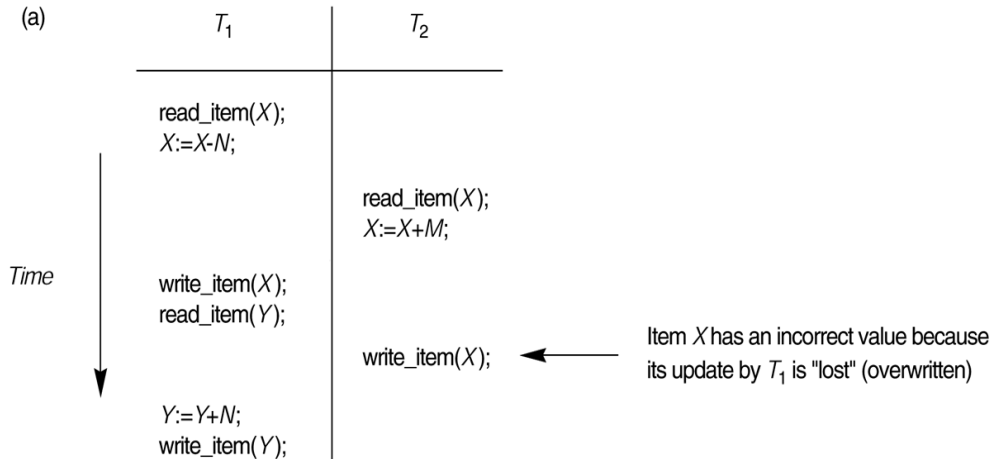 (a)
T1 T2
read_item(X);
X:=X-N;
read_item(X);
X:=X+M;
Time
write_item(X);
read_item(Y);
write_item(X);
Item X has an incorrect value because
its update by T1 is "lost" (overwritten)
Y:=Y+N;
write_item(Y);